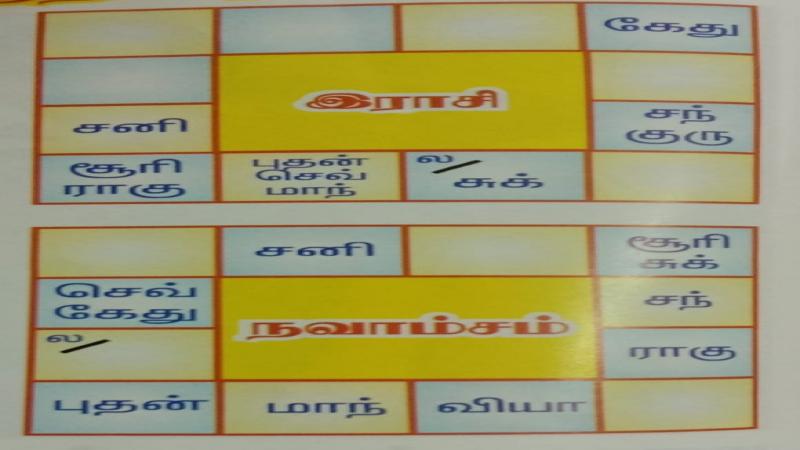 கேது
இராசி
சனி
சந்
குரு
சூரி
ராகு
புதன்
செவ்
மாந்
ல
சுக்
சனி
சூரி
சுக்
செவ்
கேது
நவாம்சம்
சந்
ல
ராகு
புதன்
மாந்
வியா